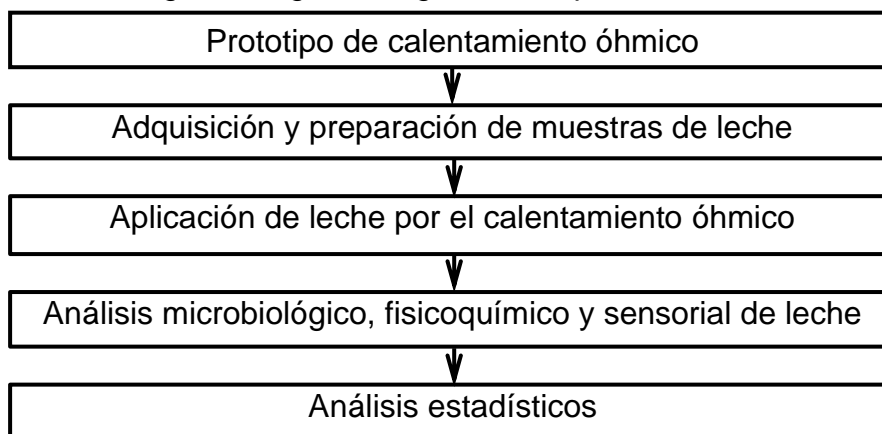 Prototipo de calentamiento óhmico
Adquisición y preparación de muestras de leche
Aplicación de leche por el calentamiento óhmico
Análisis microbiológico, fisicoquímico y sensorial de leche
Análisis estadísticos